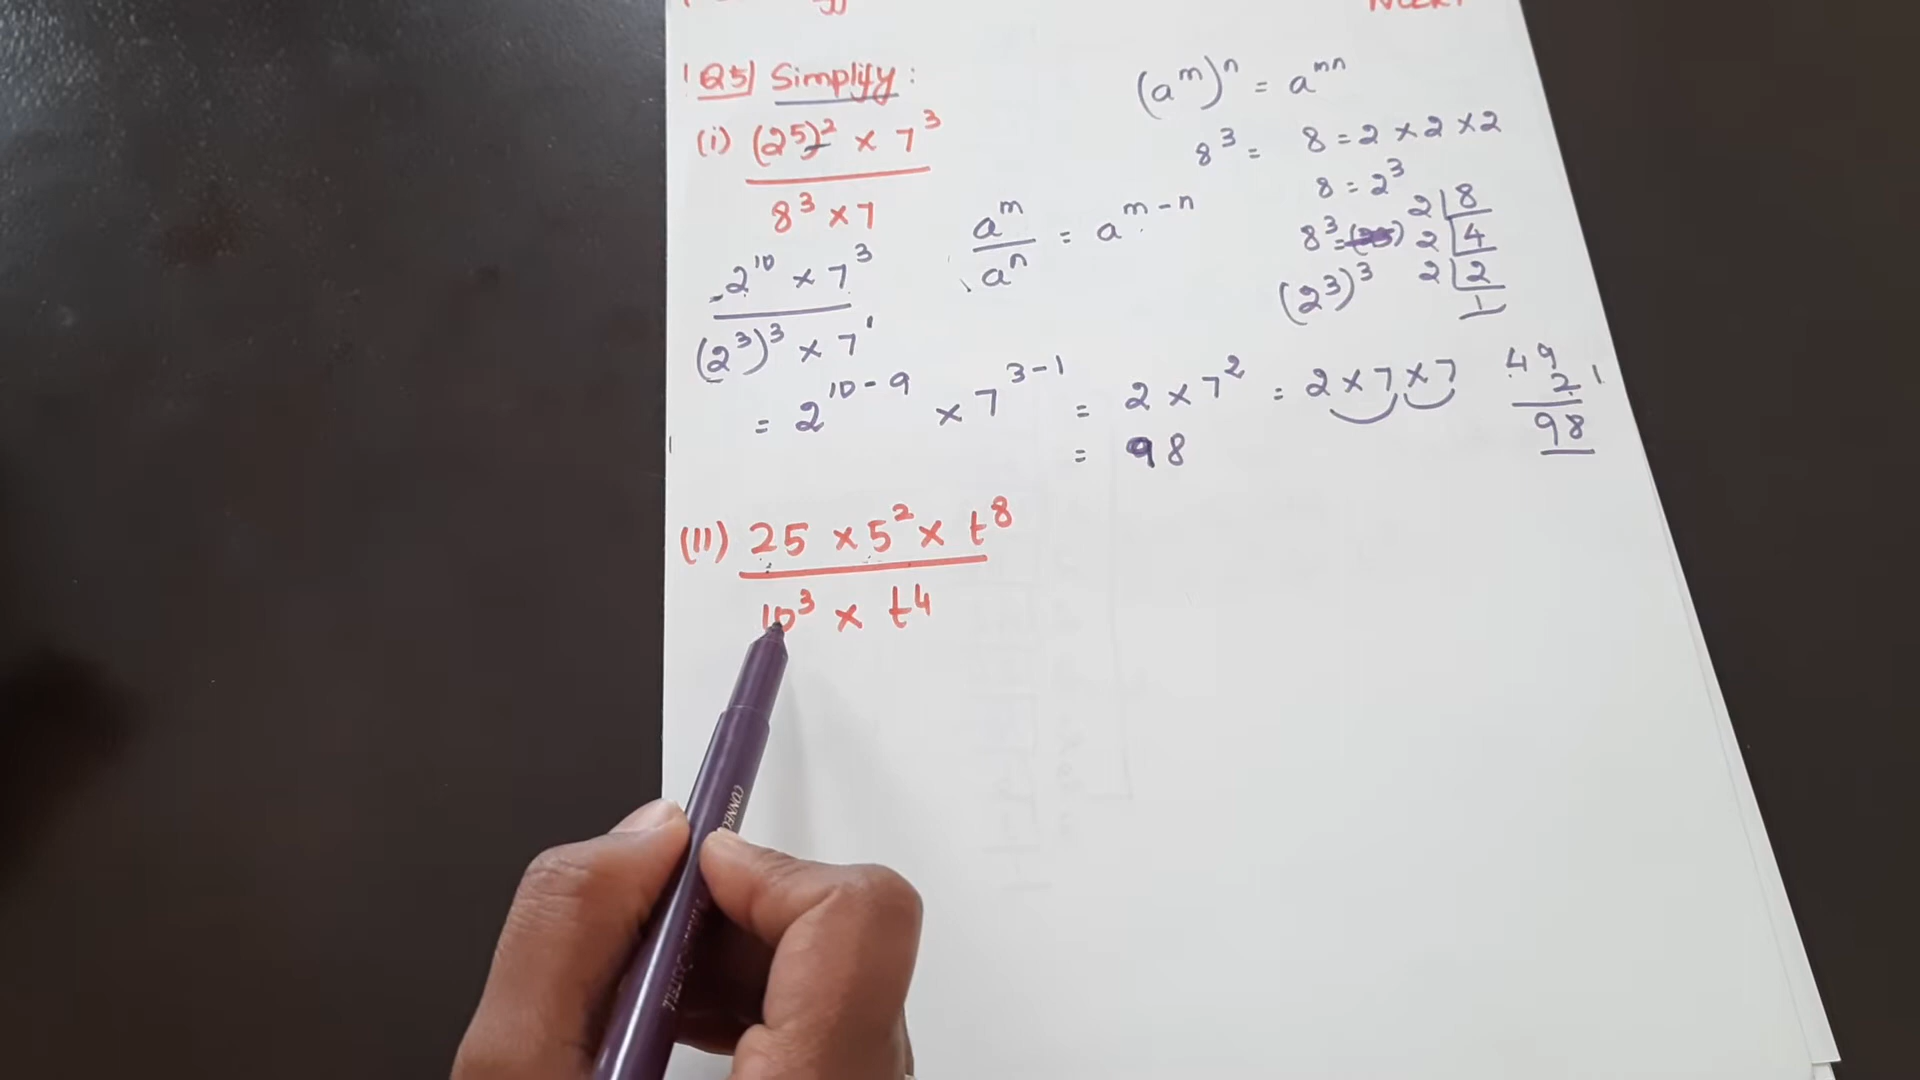 Q5) Simplify :
(i) (2⁵)² × 7³
8³ × 7
= 2¹⁰ × 7³
(2³)³ × 7¹
= 2¹⁰⁻⁹ × 7³⁻¹ = 2 × 7² = 2 × 7 × 7
= 98
(aᵐ)ⁿ = aᵐⁿ
8³ = 8 = 2 × 2 × 2
8 = 2³
8³ =
(2³)³
2 8
2 4
2 2
1
aᵐ
aⁿ = aᵐ⁻ⁿ
49
2
98
(II) 25 × 5² × t⁸
10³ × t⁴
CONNEC